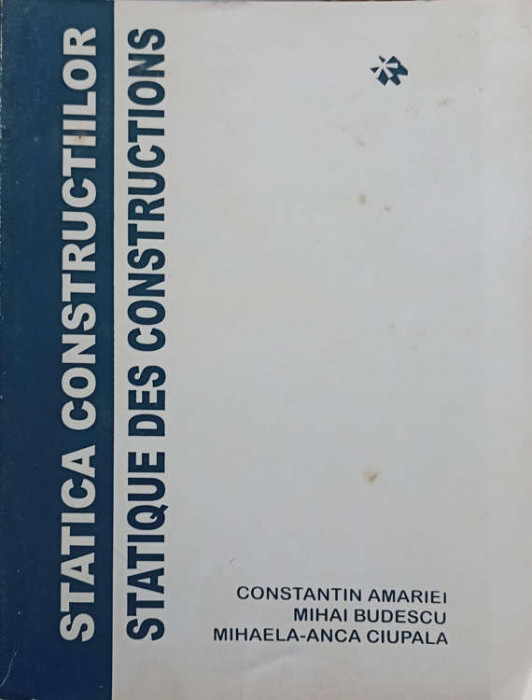 STATICA CONSTRUCTIILOR
STATIQUE DES CONSTRUCTIONS
CONSTANTIN AMARIEI
MIHAI BUDESCU
MIHAELA-ANCA CIUPALA